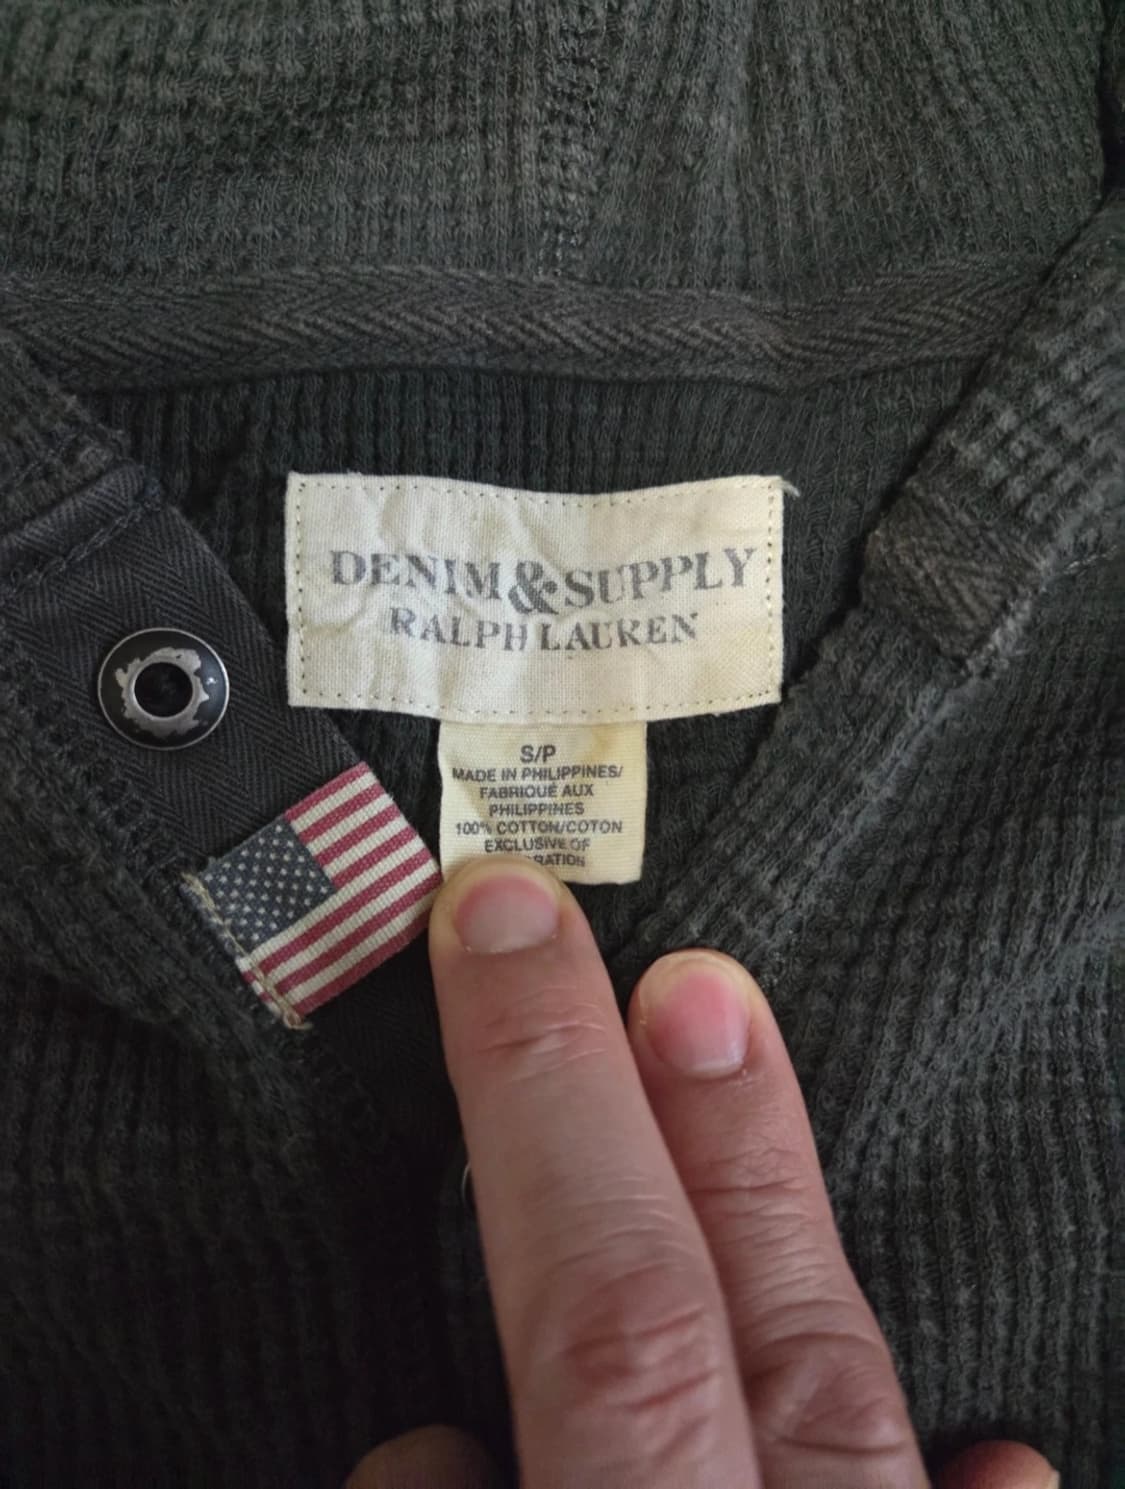 DENIM & SUPPLY
RALPH LAUREN
S/P
MADE IN PHILIPPINES/
FABRIQUÉ AUX
PHILIPPINES
100% COTTON/COTON
EXCLUSIVE OF